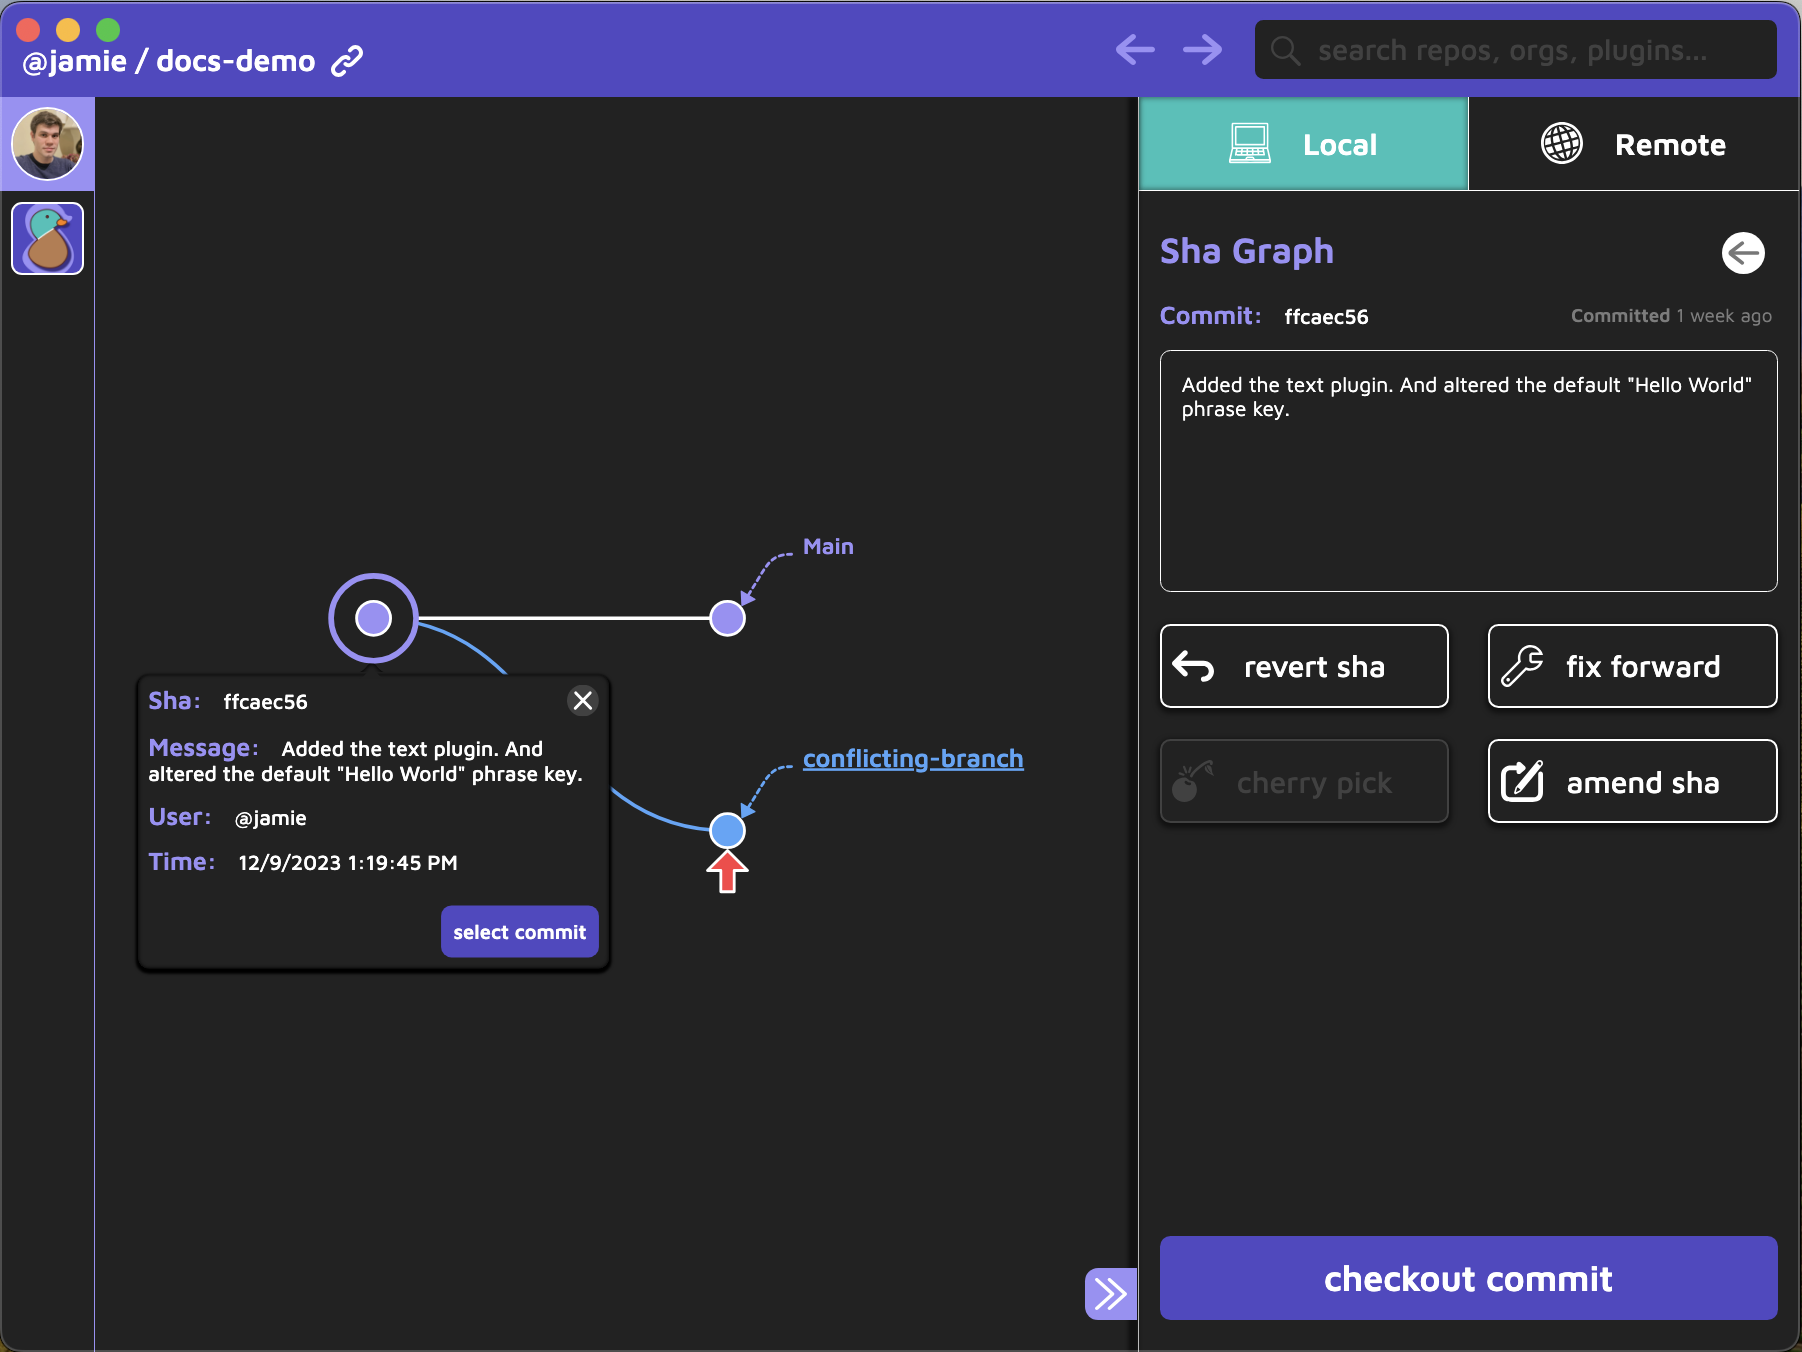 @jamie / docs-demo
search repos, orgs, plugins...
Local
Remote
Sha Graph
Commit: ffcaec56
Committed 1 week ago
Added the text plugin. And altered the default "Hello World"
phrase key.
revert sha
fix forward
cherry pick
amend sha
checkout commit
Main
conflicting-branch
Sha: ffcaec56
Message: Added the text plugin. And
altered the default "Hello World" phrase key.
User: @jamie
Time: 12/9/2023 1:19:45 PM
select commit